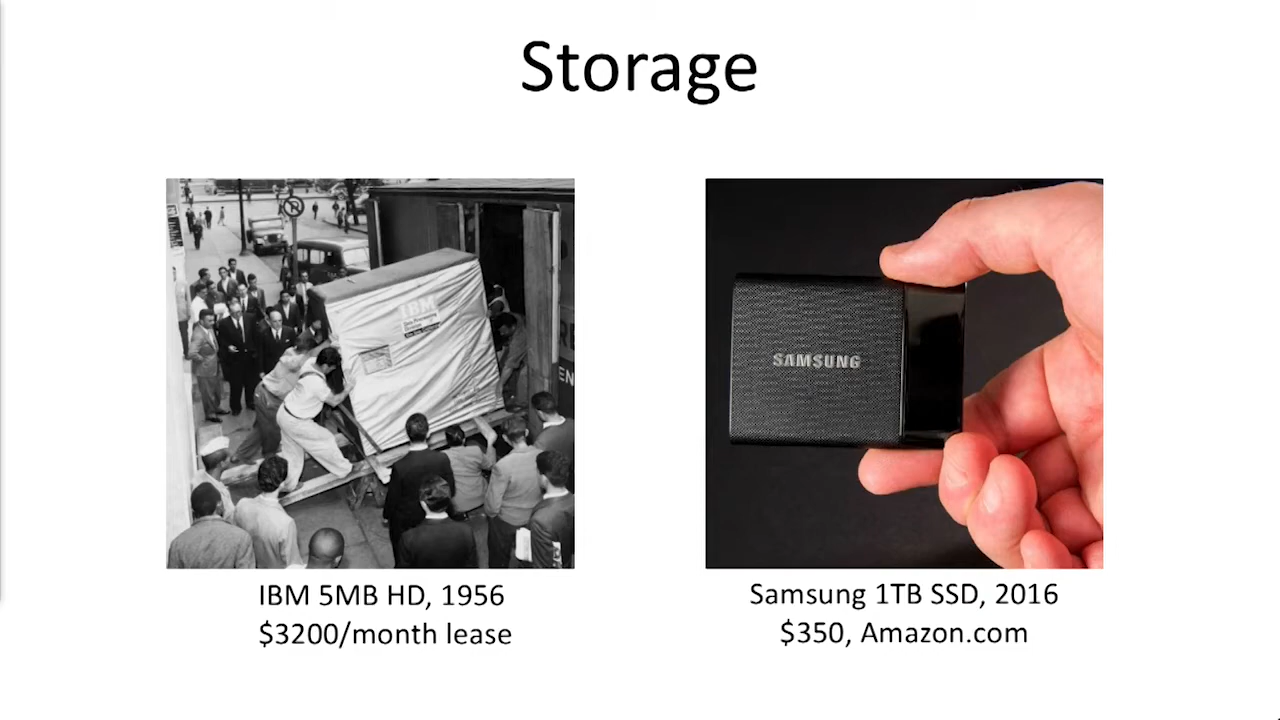 Storage
IBM
SAMSUNG
IBM 5MB HD, 1956
$3200/month lease
Samsung 1TB SSD, 2016
$350, Amazon.com